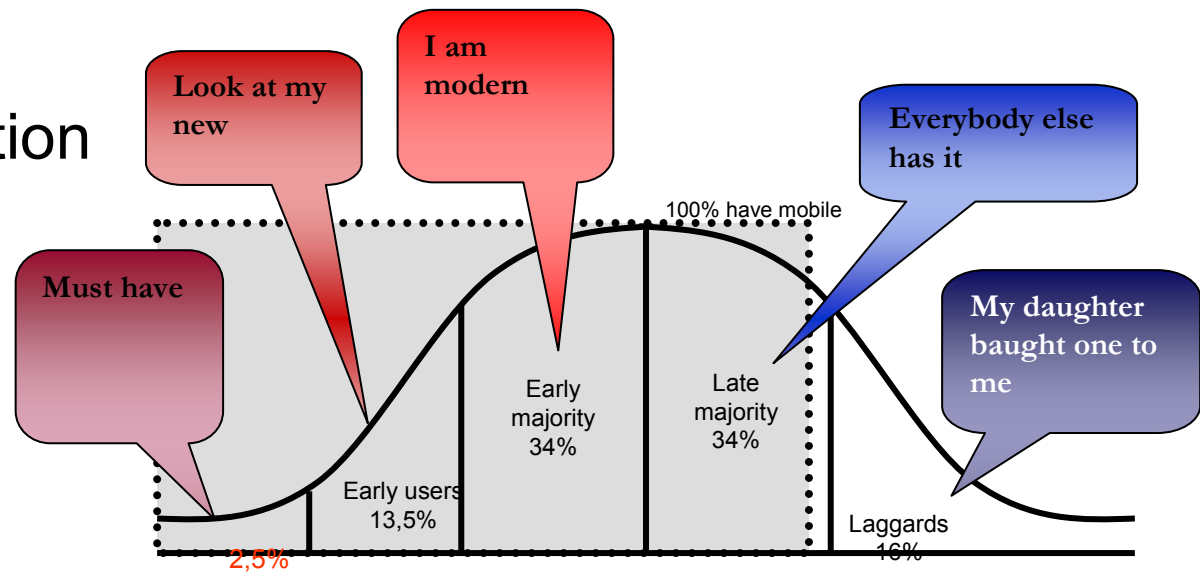 tion
Look at my
new
I am
modern
Everybody else
has it
100% have mobile
Must have
My daughter
baught one to
me
Early
majority
34%
Late
majority
34%
Early users
13,5%
Laggards
16%
2,5%